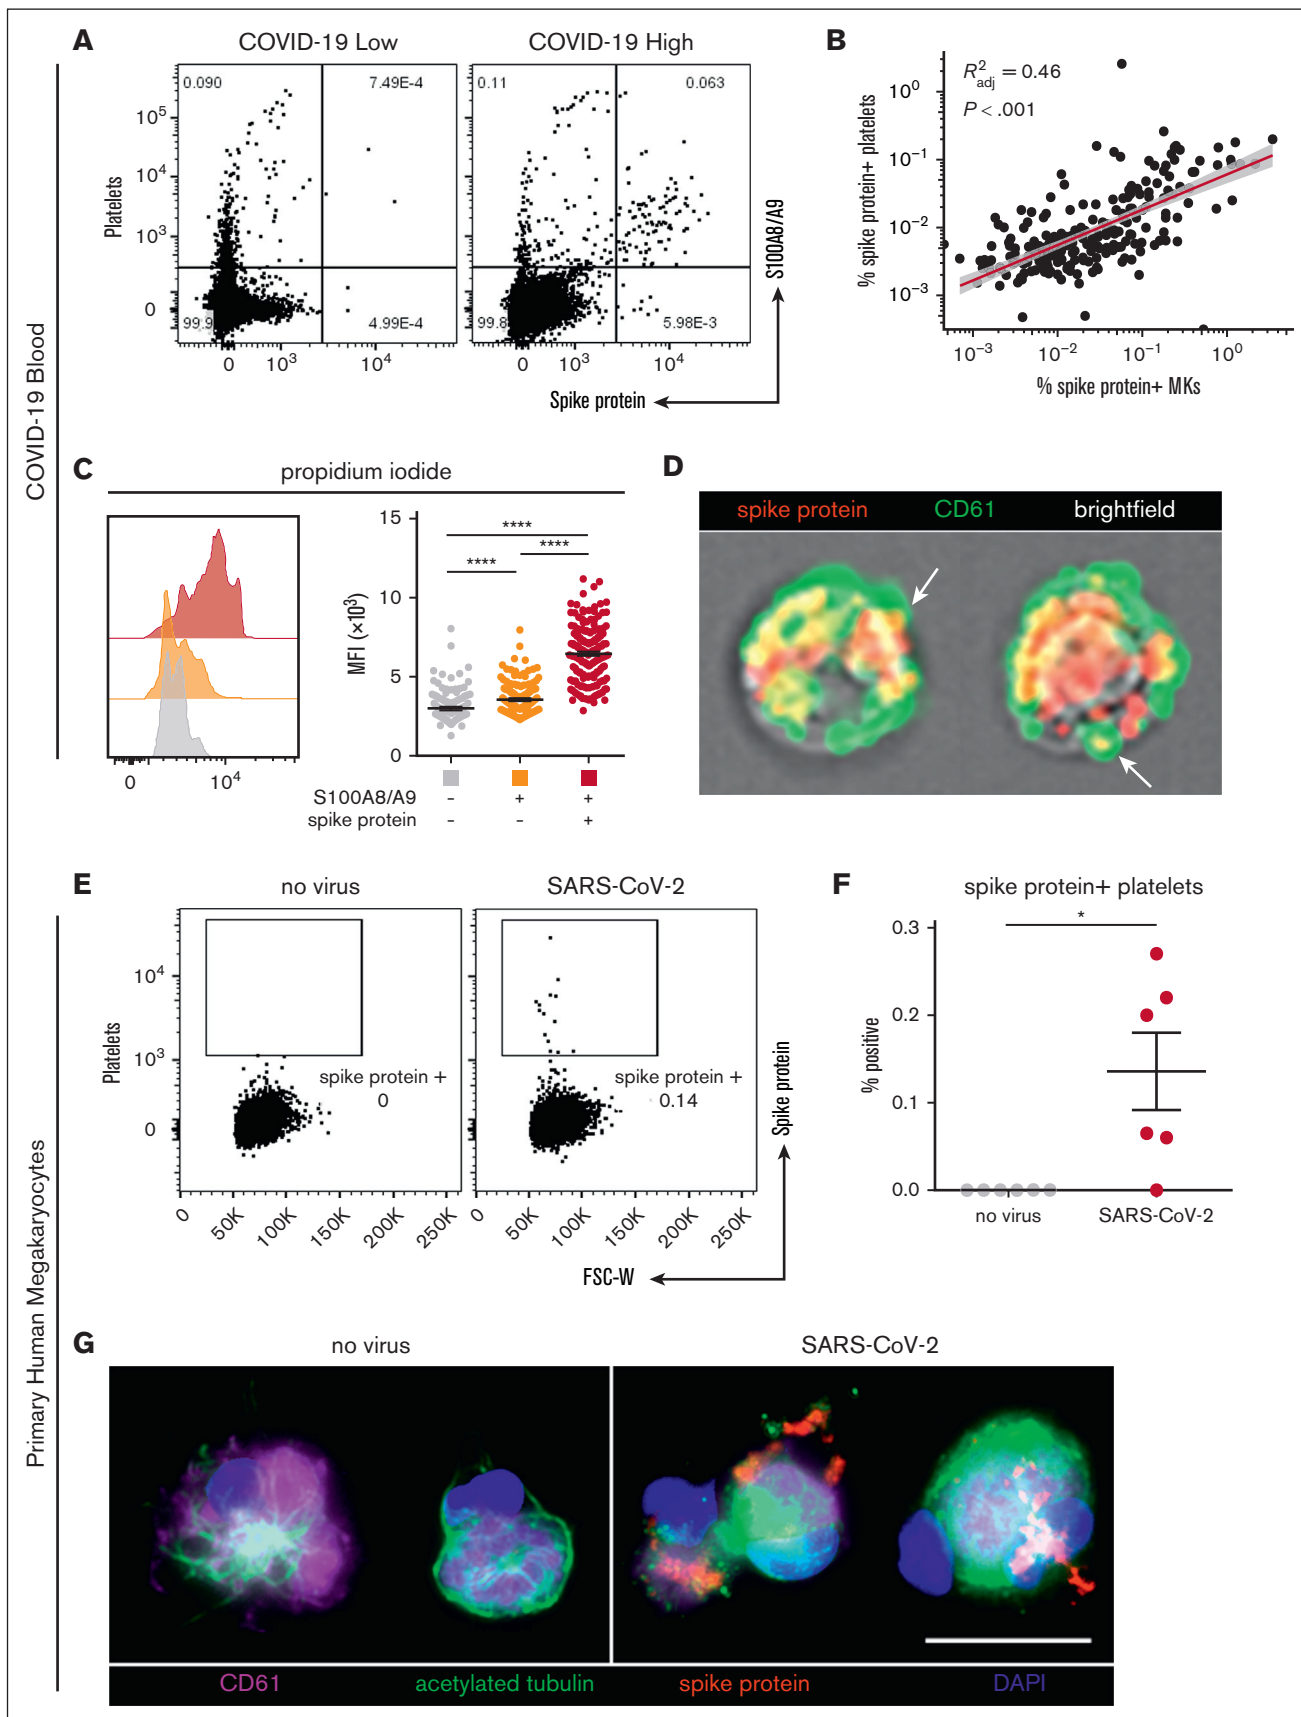 COVID-19 Blood
A
COVID-19 Low
COVID-19 High
Platelets
10^5
10^4
10^3
0
0.090
7.49E-4
99.9
4.99E-4
0.11
0.063
99.8
5.98E-3
0 10^3 10^4
0 10^3 10^4
Spike protein
S100A8/A9
B
R^2_adj = 0.46
P < .001
% spike protein+ platelets
10^0
10^-1
10^-2
10^-3
10^-3 10^-2 10^-1 10^0
% spike protein+ MKs
C
propidium iodide
0 10^4
MFI (×10^3)
15
10
5
0
****
****
****
S100A8/A9 - + +
spike protein - - +
D
spike protein CD61 brightfield
Primary Human Megakaryocytes
E
no virus
SARS-CoV-2
Platelets
10^4
10^3
0
spike protein +
0
spike protein +
0.14
0 50K 100K 150K 200K 250K
0 50K 100K 150K 200K 250K
FSC-W
Spike protein
F
spike protein+ platelets
*
% positive
0.3
0.2
0.1
0.0
no virus SARS-CoV-2
G
no virus
SARS-CoV-2
CD61 acetylated tubulin spike protein DAPI